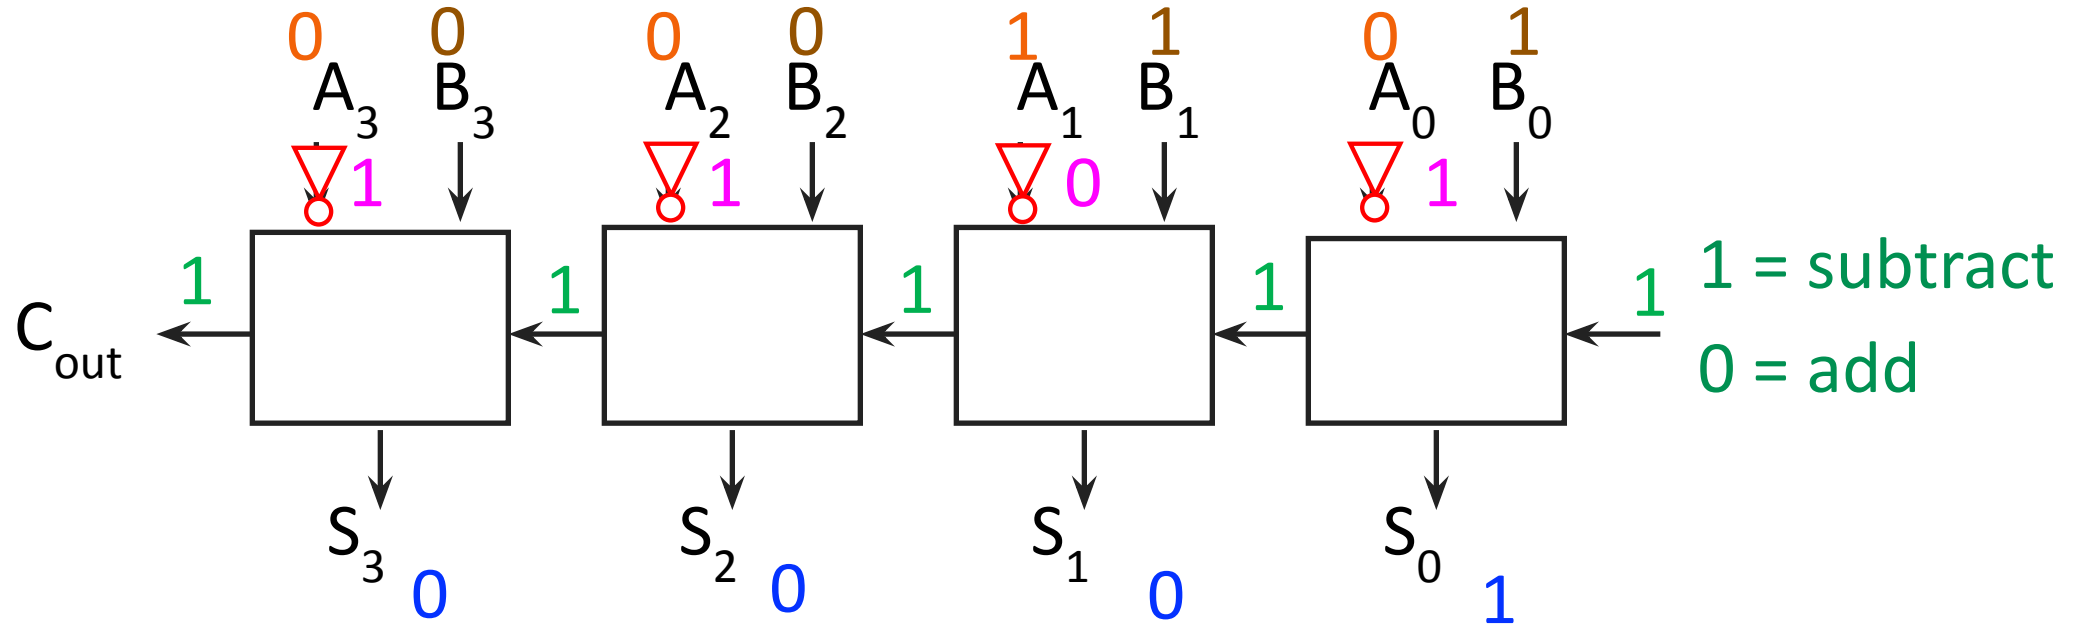 0 0 0 0 1 1 0 1
A3 B3 A2 B2 A1 B1 A0 B0
1 1 0 1
1 1 1 1 1 1 = subtract
Cout 0 = add
S3 S2 S1 S0
0 0 0 1